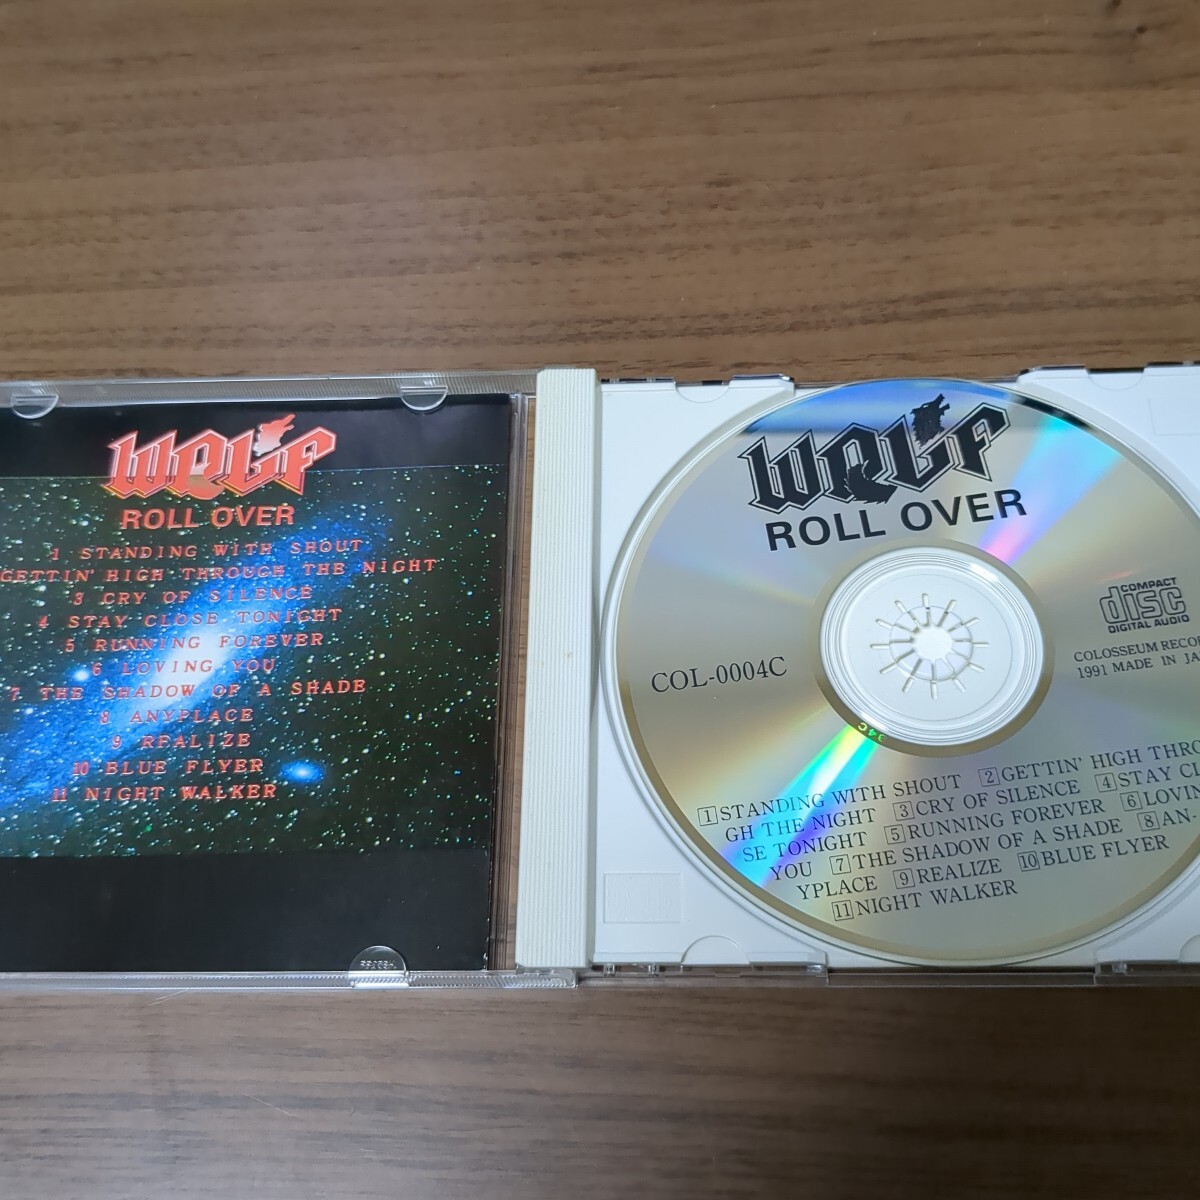 WOLF
ROLL OVER
1 STANDING WITH SHOUT
GETTIN' HIGH THROUGH THE NIGHT
3 CRY OF SILENCE
4 STAY CLOSE TONIGHT
5 RUNNING FOREVER
6 LOVING YOU
7 THE SHADOW OF A SHADE
8 ANYPLACE
9 REALIZE
10 BLUE FLYER
11 NIGHT WALKER
WOLF
ROLL OVER
COMPACT
disc
DIGITAL AUDIO
COL-0004C
COLOSSEUM RECOR
1991 MADE IN JA
1 STANDING WITH SHOUT 2 GETTIN' HIGH THRO
GH THE NIGHT 3 CRY OF SILENCE 4 STAY CL
SE TONIGHT 5 RUNNING FOREVER 6 LOVIN
YOU 7 THE SHADOW OF A SHADE 8 AN-
YPLACE 9 REALIZE 10 BLUE FLYER
11 NIGHT WALKER